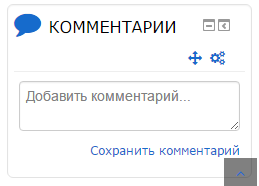 КОММЕНТАРИИ
Добавить комментарий...
Сохранить комментарий